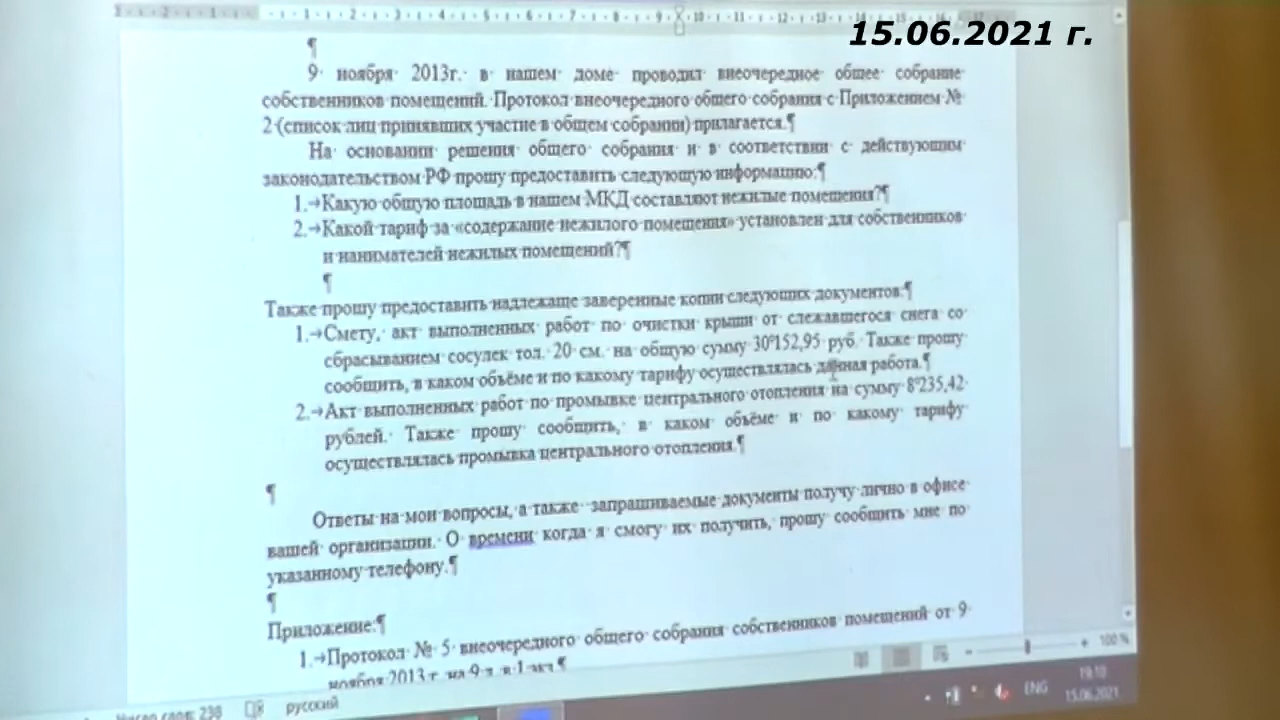 15.06.2021 г.
9 ноября 2013г. в нашем доме проводил внеочередное общее собрание
собственников помещений. Протокол внеочередного общего собрания с Приложением №
2 (список лиц принявших участие в общем собрании) прилагается.¶
На основании решения общего собрания и в соответствии с действующим
законодательством РФ прошу предоставить следующую информацию:¶
1.→Какую общую площадь в нашем МКД составляют нежилые помещения?¶
2.→Какой тариф за «содержание нежилого помещения» установлен для собственников
и нанимателей нежилых помещений?¶
¶
Также прошу предоставить надлежаще заверенные копии следующих документов:¶
1.→Смету, акт выполненных работ по очистки крыши от слежавшегося снега со
сбрасыванием сосулек тол. 20 см. на общую сумму 30°152,95 руб. Также прошу
сообщить, в каком объёме и по какому тарифу осуществлялась данная работа.¶
2.→Акт выполненных работ по промывке центрального отопления на сумму 8°235,42
рублей. Также прошу сообщить, в каком объёме и по какому тарифу
осуществлялась промывка центрального отопления.¶
¶
Ответы на мои вопросы, а также запрашиваемые документы получу лично в офисе
вашей организации. О времени когда я смогу их получить, прошу сообщить мне по
указанному телефону.¶
¶
Приложение:¶
1.→Протокол № 5 внеочередного общего собрания собственников помещений от 9
ноября 2013 г. на 9 л. в 1 экз.¶
100 %
Число слов: 238 русский
ENG 19:10
15.06.2021